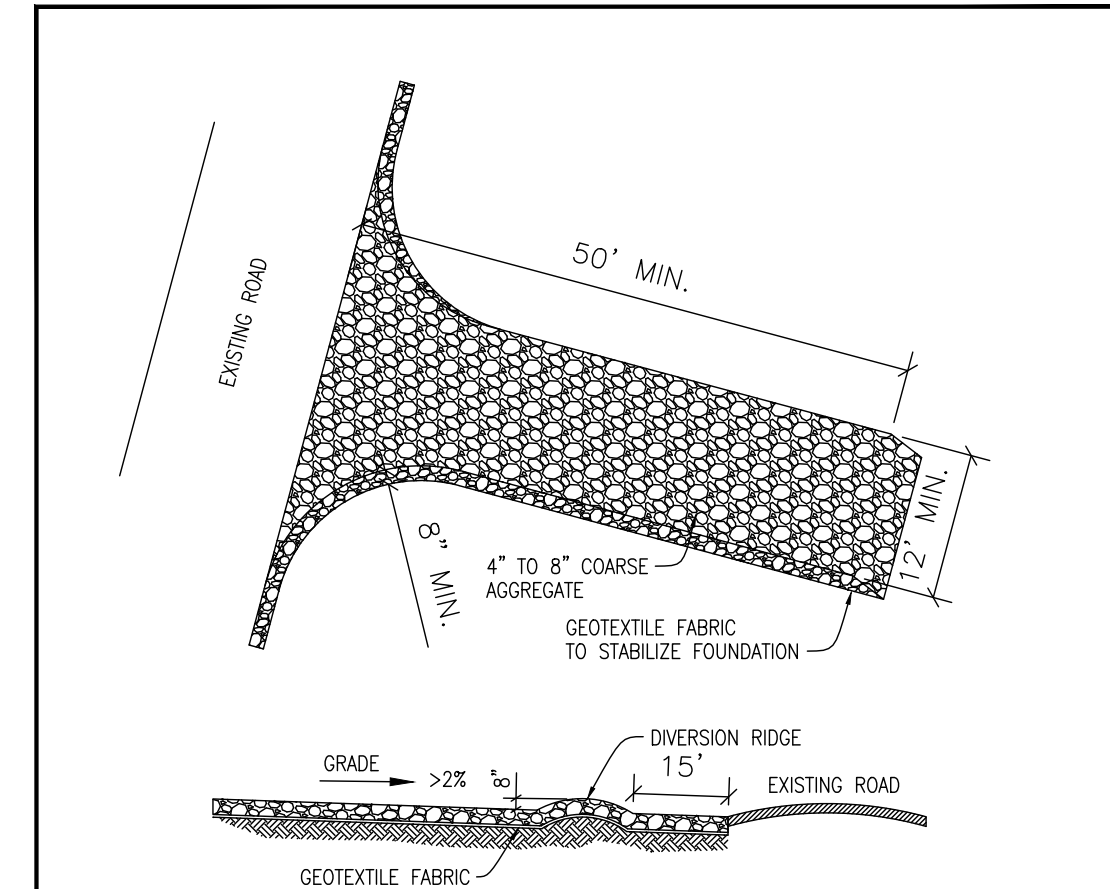 50' MIN.
EXISTING ROAD
12' MIN.
8" MIN.
4" TO 8" COARSE
AGGREGATE
GEOTEXTILE FABRIC
TO STABILIZE FOUNDATION
DIVERSION RIDGE
GRADE
>2%
8"
15'
EXISTING ROAD
GEOTEXTILE FABRIC